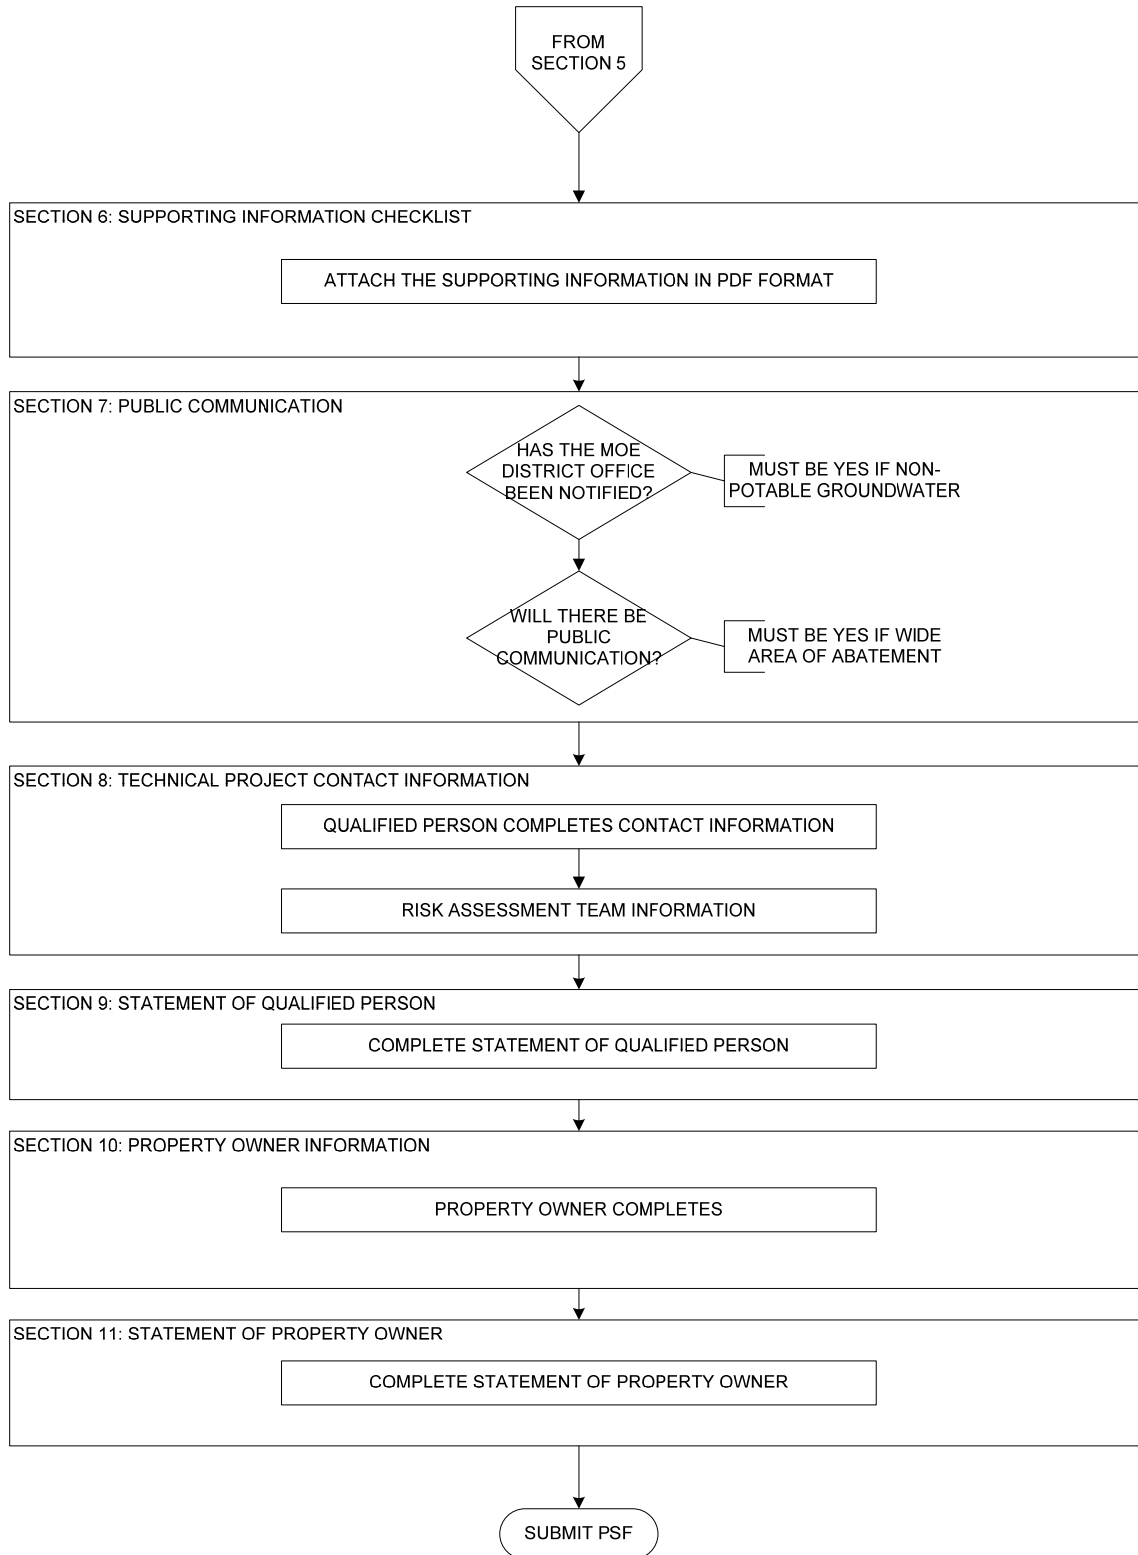 FROM
SECTION 5
SECTION 6: SUPPORTING INFORMATION CHECKLIST
ATTACH THE SUPPORTING INFORMATION IN PDF FORMAT
SECTION 7: PUBLIC COMMUNICATION
HAS THE MOE
DISTRICT OFFICE
BEEN NOTIFIED?
MUST BE YES IF NON-
POTABLE GROUNDWATER
WILL THERE BE
PUBLIC
COMMUNICATION?
MUST BE YES IF WIDE
AREA OF ABATEMENT
SECTION 8: TECHNICAL PROJECT CONTACT INFORMATION
QUALIFIED PERSON COMPLETES CONTACT INFORMATION
RISK ASSESSMENT TEAM INFORMATION
SECTION 9: STATEMENT OF QUALIFIED PERSON
COMPLETE STATEMENT OF QUALIFIED PERSON
SECTION 10: PROPERTY OWNER INFORMATION
PROPERTY OWNER COMPLETES
SECTION 11: STATEMENT OF PROPERTY OWNER
COMPLETE STATEMENT OF PROPERTY OWNER
SUBMIT PSF